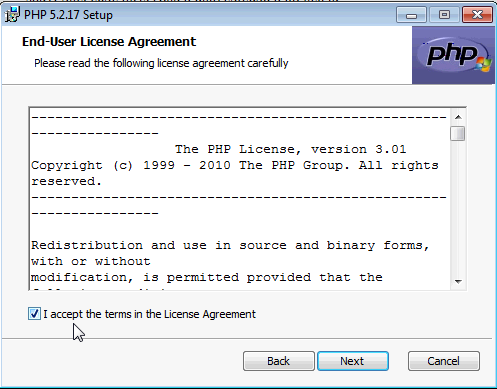 PHP 5.2.17 Setup
End-User License Agreement
Please read the following license agreement carefully
php
--------------------------------------------------------------------
The PHP License, version 3.01
Copyright (c) 1999 - 2010 The PHP Group. All rights
reserved.
--------------------------------------------------------------------
Redistribution and use in source and binary forms,
with or without
modification, is permitted provided that the
I accept the terms in the License Agreement
Back
Next
Cancel